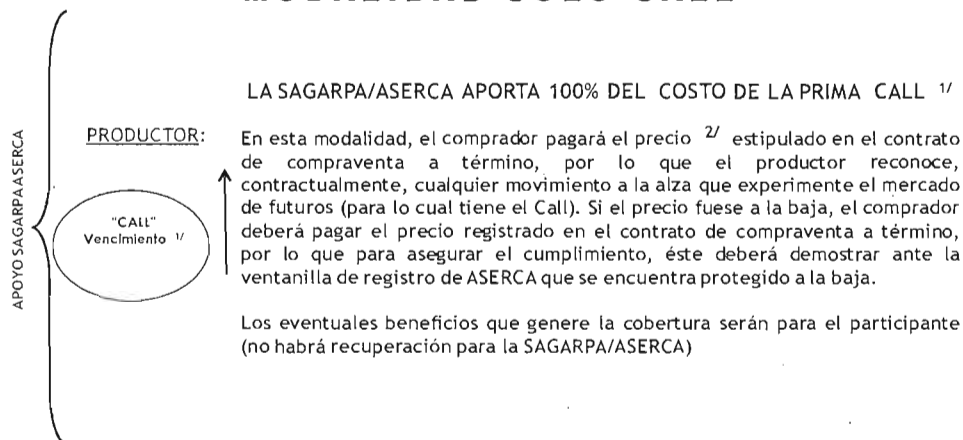 LA SAGARPA/ASERCA APORTA 100% DEL COSTO DE LA PRIMA CALL 1/
PRODUCTOR:
En esta modalidad, el comprador pagará el precio 2/ estipulado en el contrato
de compraventa a término, por lo que el productor reconoce,
contractualmente, cualquier movimiento a la alza que experimente el mercado
de futuros (para lo cual tiene el Call). Si el precio fuese a la baja, el comprador
deberá pagar el precio registrado en el contrato de compraventa a término,
por lo que para asegurar el cumplimiento, éste deberá demostrar ante la
ventanilla de registro de ASERCA que se encuentra protegido a la baja.
Los eventuales beneficios que genere la cobertura serán para el participante
(no habrá recuperación para la SAGARPA/ASERCA)
"CALL"
Vencimiento 1/
APOYO SAGARPA ASERCA